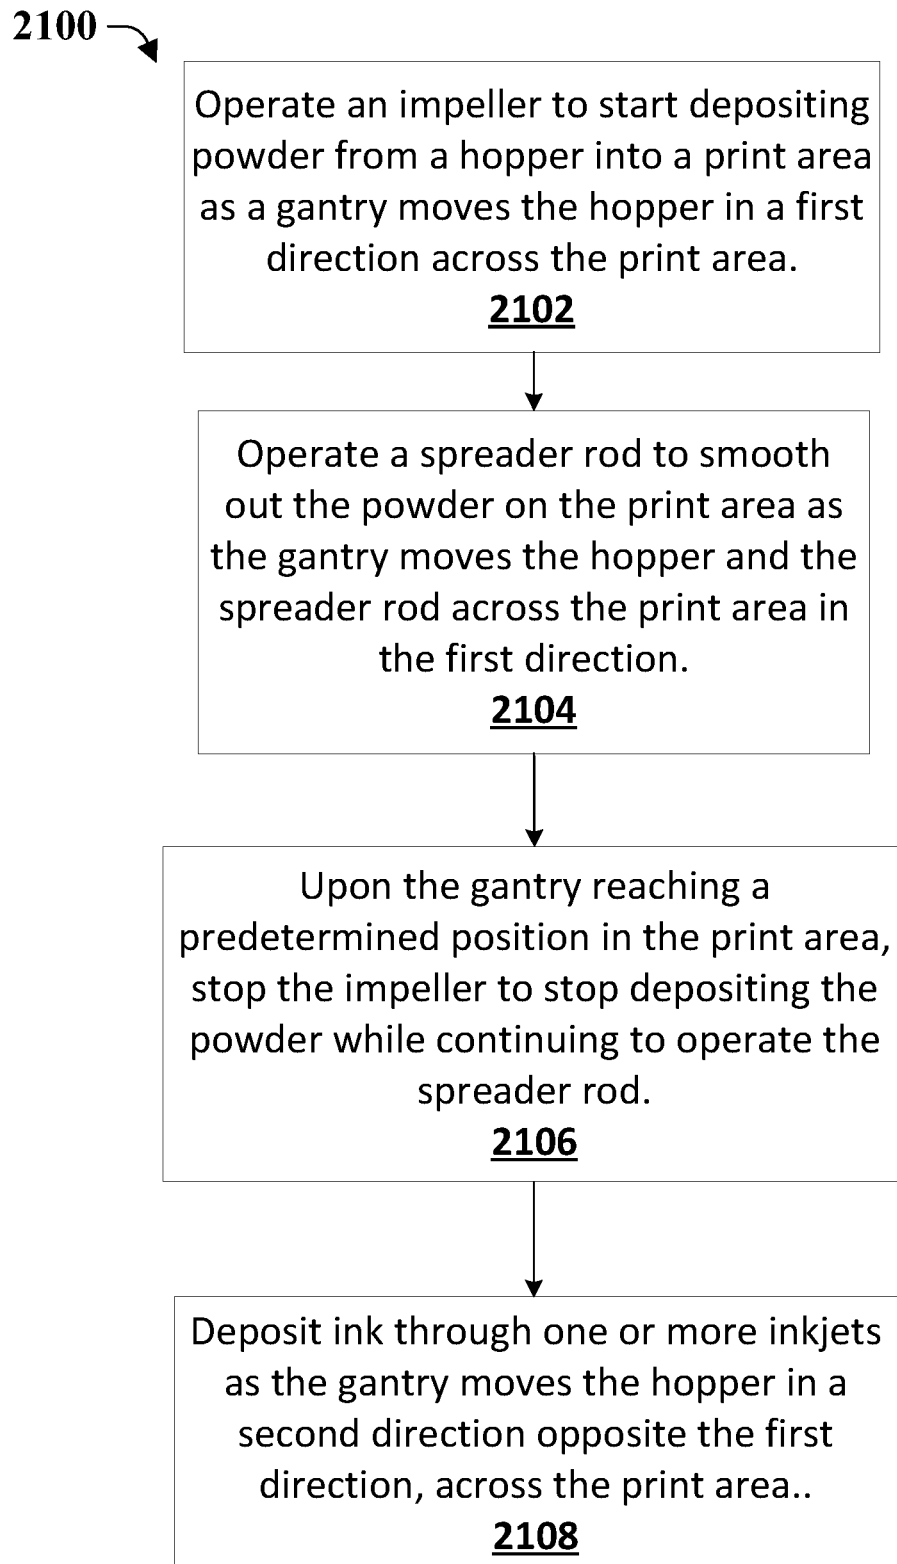 2100
Operate an impeller to start depositing
powder from a hopper into a print area
as a gantry moves the hopper in a first
direction across the print area.
2102
Operate a spreader rod to smooth
out the powder on the print area as
the gantry moves the hopper and the
spreader rod across the print area in
the first direction.
2104
Upon the gantry reaching a
predetermined position in the print area,
stop the impeller to stop depositing the
powder while continuing to operate the
spreader rod.
2106
Deposit ink through one or more inkjets
as the gantry moves the hopper in a
second direction opposite the first
direction, across the print area..
2108